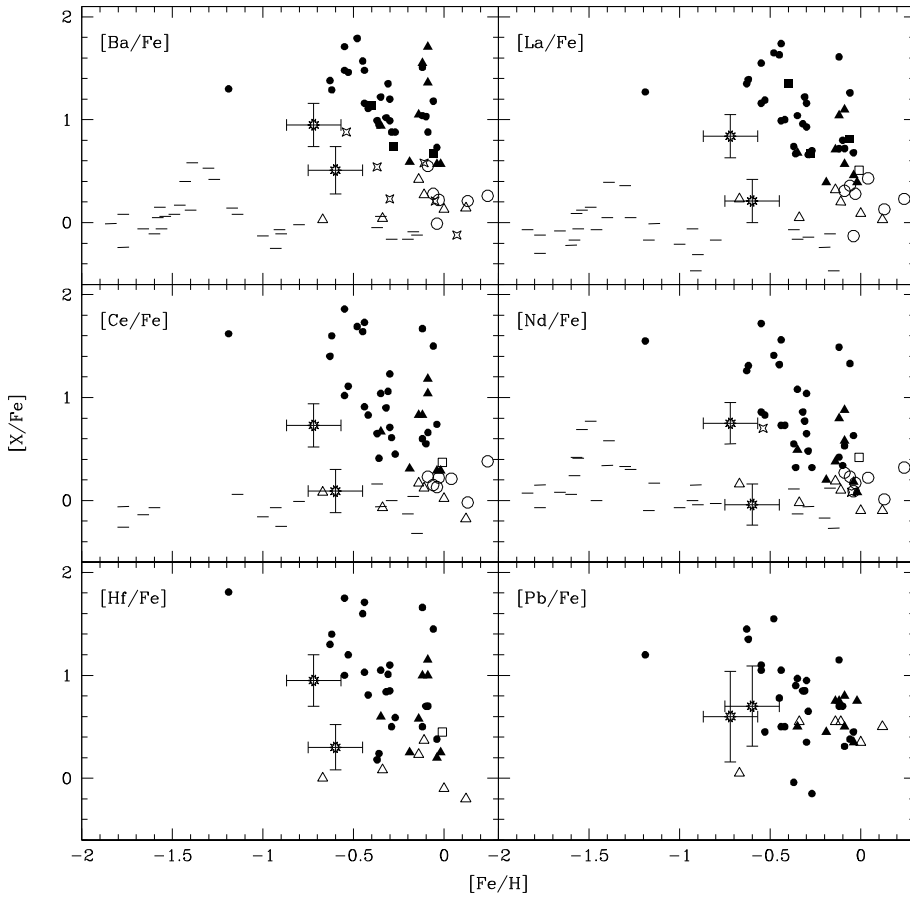 [Ba/Fe]
[La/Fe]
2
1
0
[Ce/Fe]
[Nd/Fe]
2
1
0
[X/Fe]
[Hf/Fe]
[Pb/Fe]
2
1
0
-2 -1.5 -1 -0.5 0 -1.5 -1 -0.5 0
[Fe/H]